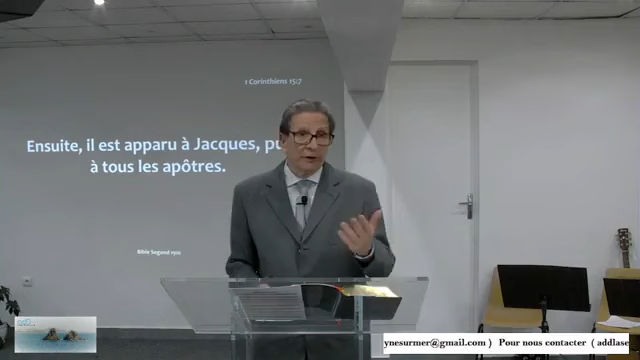 1 Corinthiens 15:7
Ensuite, il est apparu à Jacques, pu
à tous les apôtres.
Bible Segond 1910
ynesurmer@gmail.com ) Pour nous contacter ( addlase